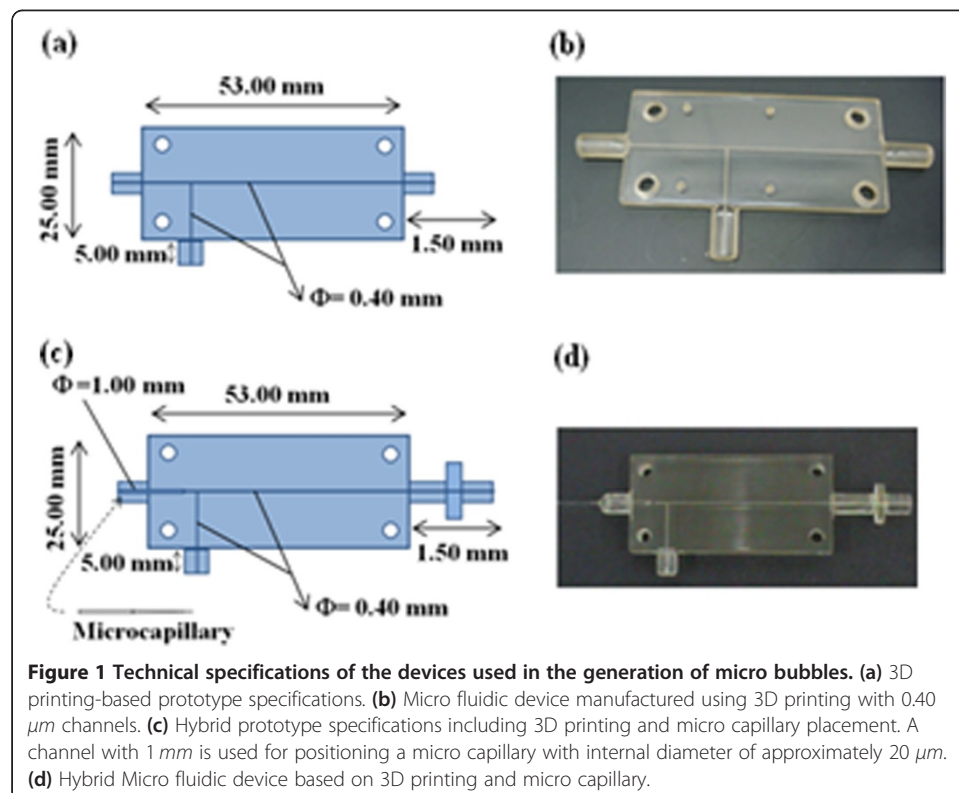 (a)
53.00 mm
25.00 mm
5.00 mm
1.50 mm
Φ= 0.40 mm
(b)
(c)
Φ=1.00 mm
53.00 mm
25.00 mm
5.00 mm
1.50 mm
Φ= 0.40 mm
Microcapillary
(d)
Figure 1 Technical specifications of the devices used in the generation of micro bubbles. (a) 3D
printing-based prototype specifications. (b) Micro fluidic device manufactured using 3D printing with 0.40
μm channels. (c) Hybrid prototype specifications including 3D printing and micro capillary placement. A
channel with 1 mm is used for positioning a micro capillary with internal diameter of approximately 20 μm.
(d) Hybrid Micro fluidic device based on 3D printing and micro capillary.